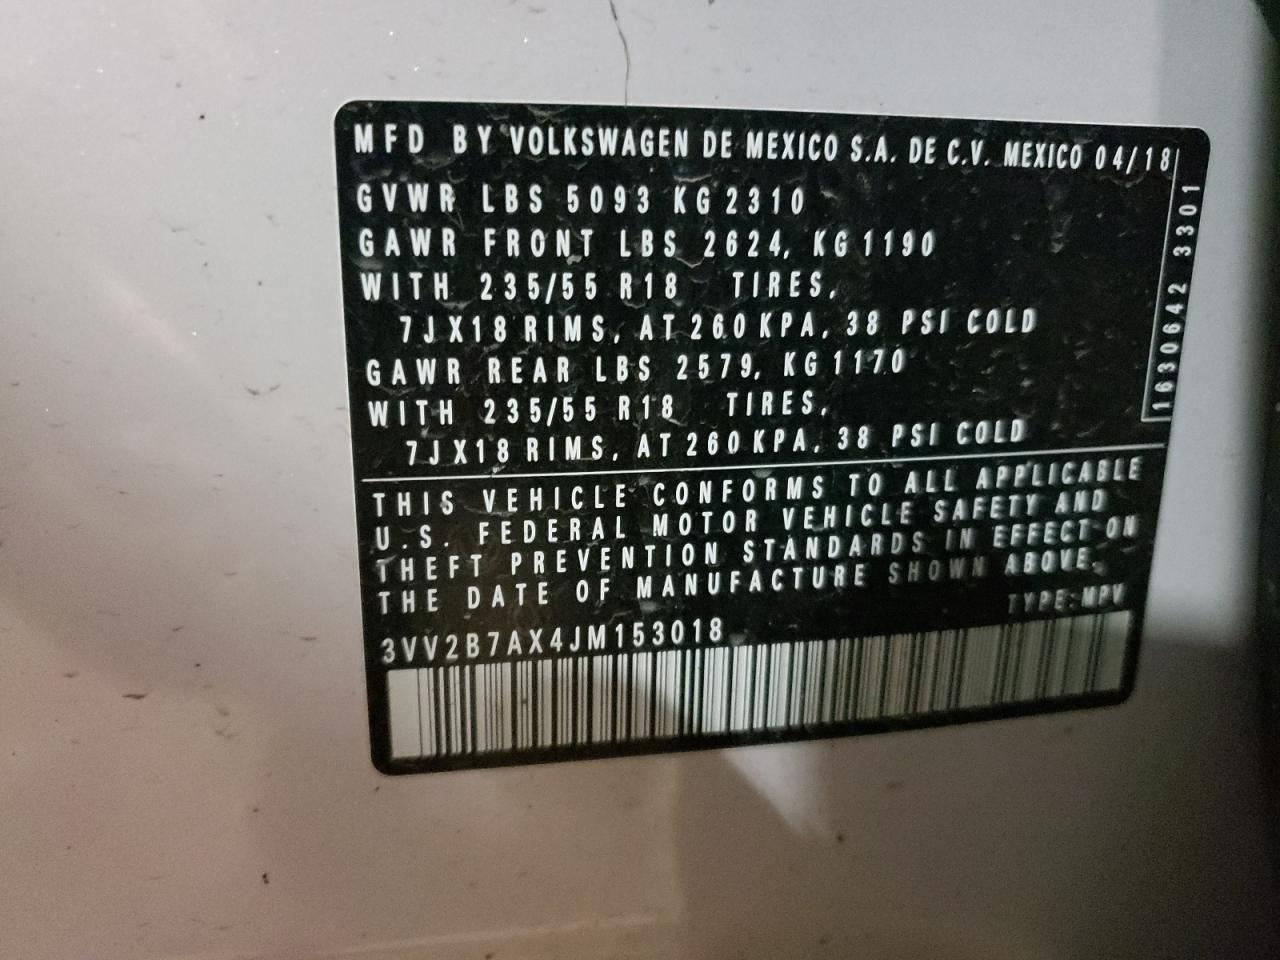 MFD BY VOLKSWAGEN DE MEXICO S.A. DE C.V. MEXICO 04/18
GVWR LBS 5093 KG 2310
GAWR FRONT LBS 2624, KG 1190
WITH 235/55 R18 TIRES,
7JX18 RIMS, AT 260 KPA, 38 PSI COLD
GAWR REAR LBS 2579, KG 1170
WITH 235/55 R18 TIRES,
7JX18 RIMS, AT 260 KPA, 38 PSI COLD
1630642 3301
THIS VEHICLE CONFORMS TO ALL APPLICABLE
U.S. FEDERAL MOTOR VEHICLE SAFETY AND
THEFT PREVENTION STANDARDS IN EFFECT ON
THE DATE OF MANUFACTURE SHOWN ABOVE.
TYPE: MPV
3VV2B7AX4JM153018